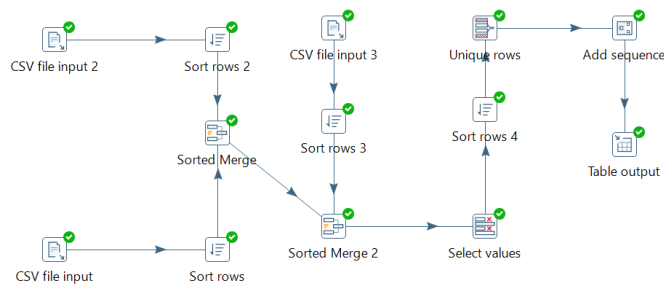 CSV file input 2
Sort rows 2
CSV file input 3
Unique rows
Add sequence
Sort rows 3
Sort rows 4
Sorted Merge
Table output
CSV file input
Sort rows
Sorted Merge 2
Select values